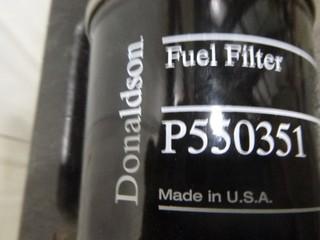 Donaldson
Fuel Filter
P550351
Made in U.S.A.